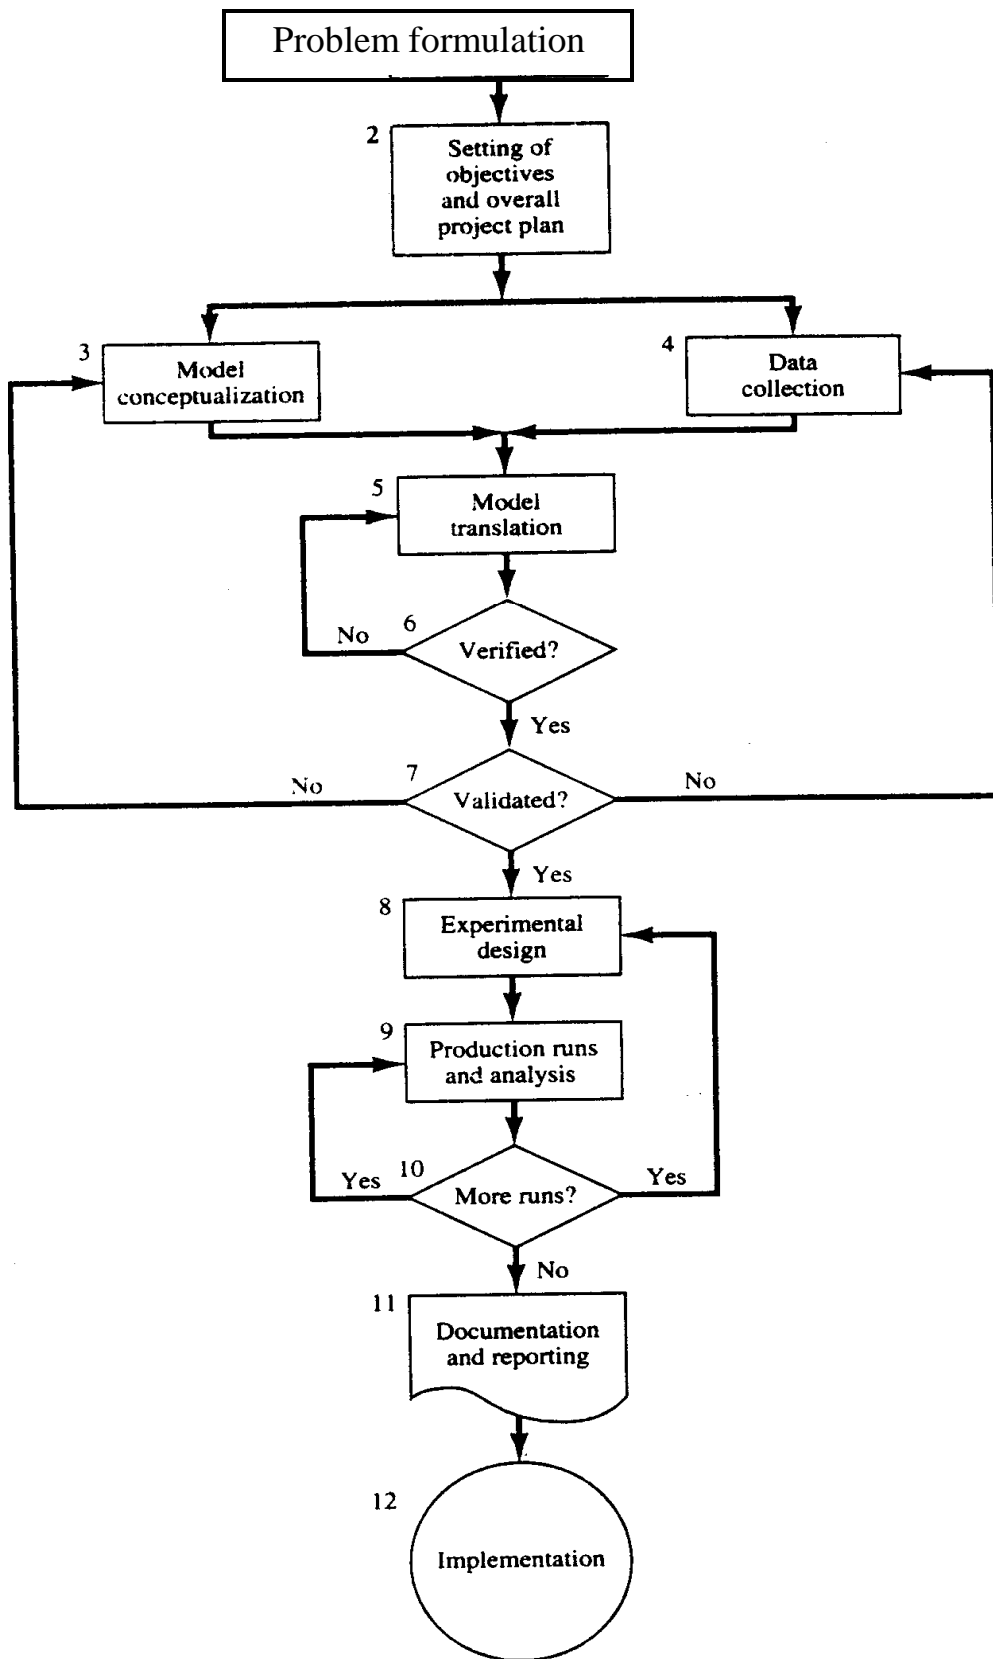 Problem formulation
2
Setting of
objectives
and overall
project plan
3
Model
conceptualization
4
Data
collection
5
Model
translation
6
No
Verified?
Yes
7
No
Validated?
No
Yes
8
Experimental
design
9
Production runs
and analysis
10
Yes
More runs?
Yes
No
11
Documentation
and reporting
12
Implementation